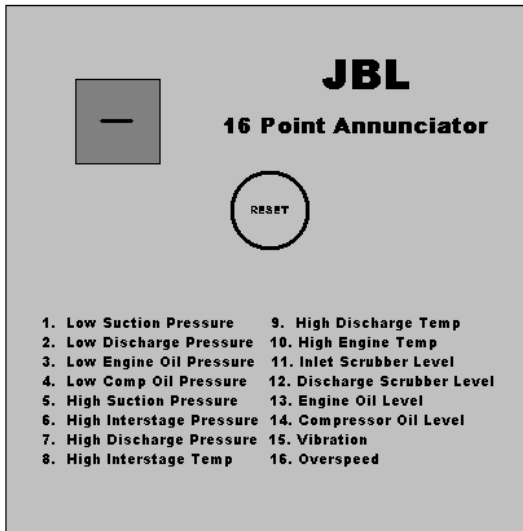 JBL
16 Point Annunciator
RESET
1. Low Suction Pressure
2. Low Discharge Pressure
3. Low Engine Oil Pressure
4. Low Comp Oil Pressure
5. High Suction Pressure
6. High Interstage Pressure
7. High Discharge Pressure
8. High Interstage Temp
9. High Discharge Temp
10. High Engine Temp
11. Inlet Scrubber Level
12. Discharge Scrubber Level
13. Engine Oil Level
14. Compressor Oil Level
15. Vibration
16. Overspeed